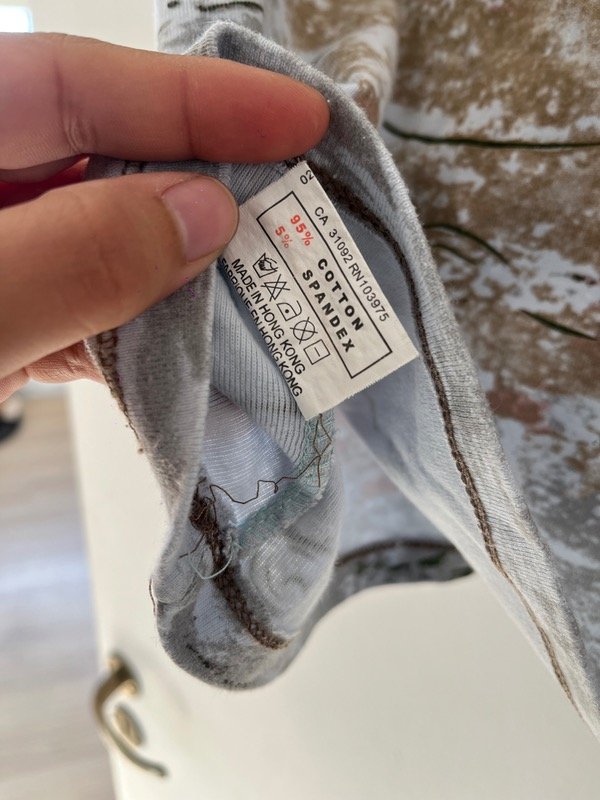 02
CA 31092 RN103975
95% COTTON
5% SPANDEX
MADE IN HONG KONG
FABRIQUE EN HONG KONG